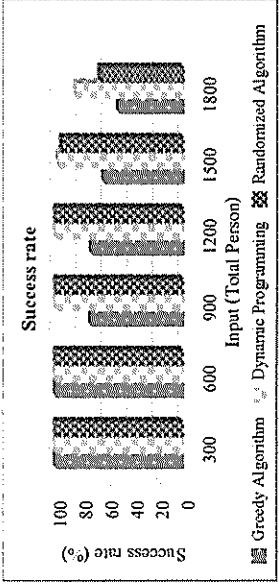 Success rate
Success rate (%)
100
80
60
40
20
0
300
600
900
1200
1500
1800
Input (Total Person)
Greedy Algorithm
Dynamic Programming
Randomized Algorithm